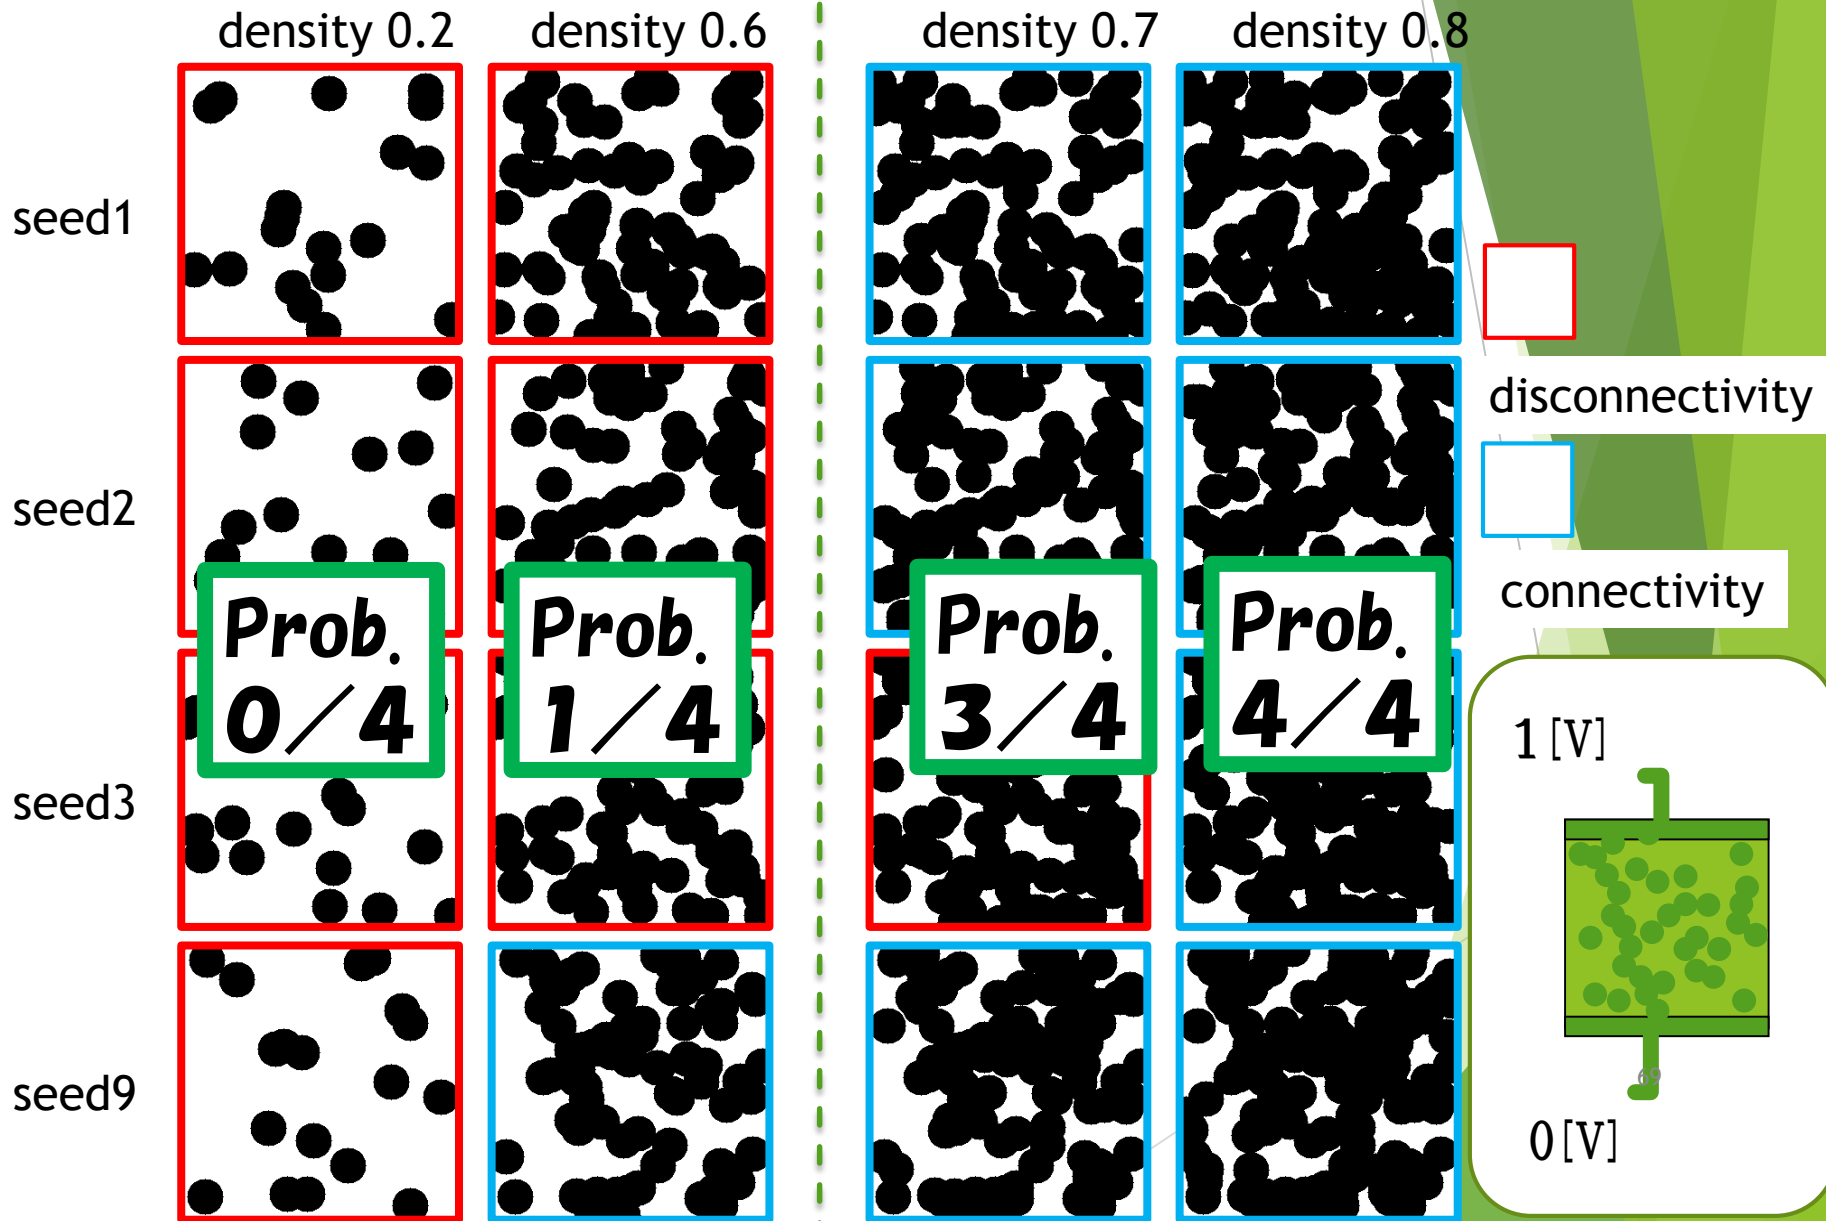 density 0.2
density 0.6
density 0.7
density 0.8
seed1
seed2
seed3
seed9
Prob.
0/4
Prob.
1/4
Prob.
3/4
Prob.
4/4
disconnectivity
connectivity
1[V]
69
0[V]